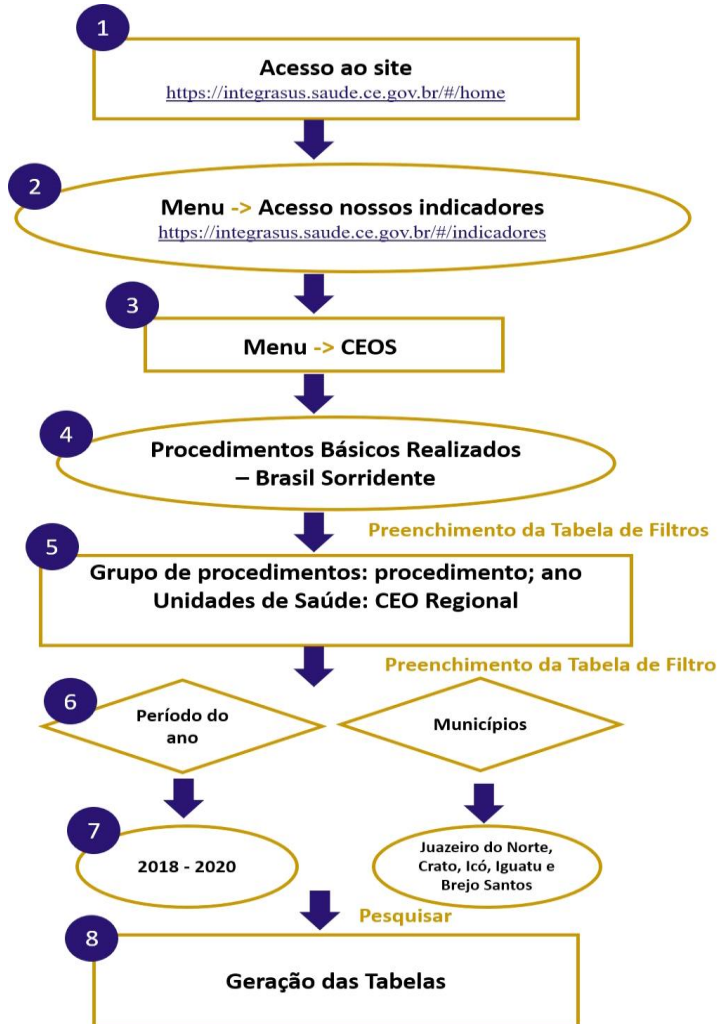 1
Acesso ao site
https://integrasus.saude.ce.gov.br/#/home
2
Menu -> Acesso nossos indicadores
https://integrasus.saude.ce.gov.br/#/indicadores
3
Menu -> CEOS
4
Procedimentos Básicos Realizados
– Brasil Sorridente
Preenchimento da Tabela de Filtros
5
Grupo de procedimentos: procedimento; ano
Unidades de Saúde: CEO Regional
Preenchimento da Tabela de Filtro
6
Período do
ano
Municípios
7
2018 - 2020
Juazeiro do Norte,
Crato, Icó, Iguatu e
Brejo Santos
Pesquisar
8
Geração das Tabelas